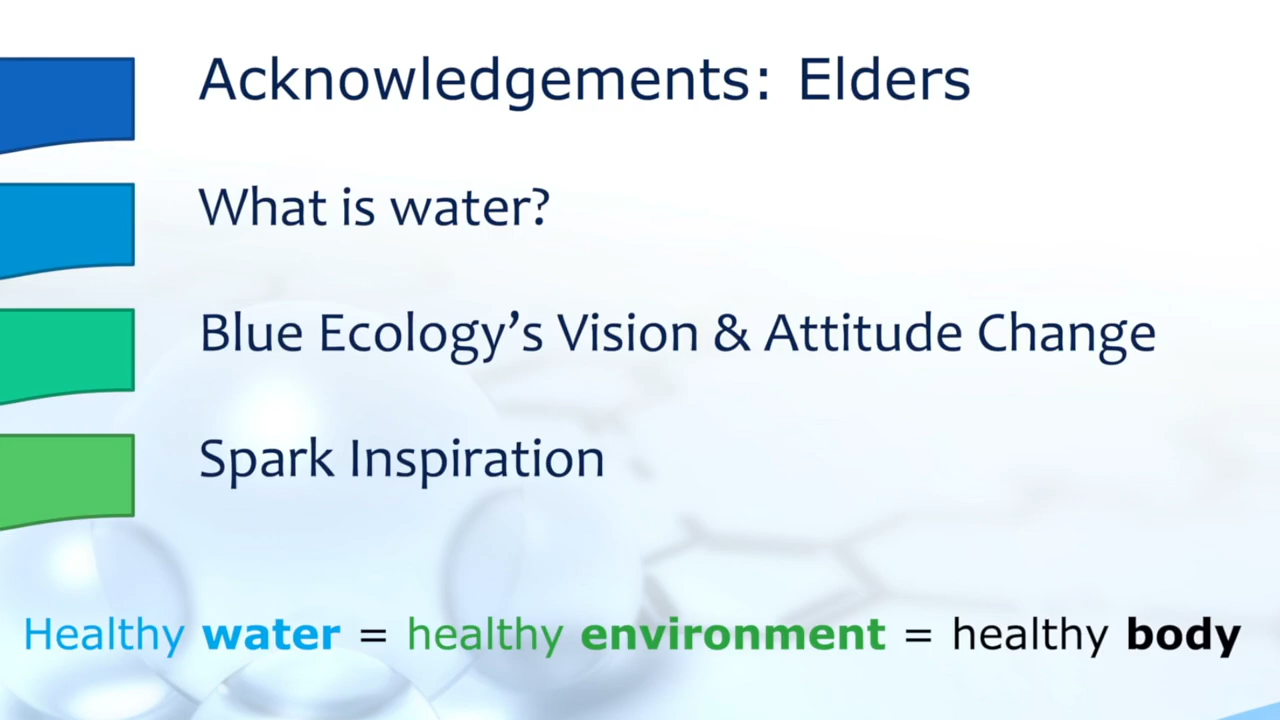 Acknowledgements: Elders
What is water?
Blue Ecology’s Vision & Attitude Change
Spark Inspiration
Healthy water = healthy environment = healthy body